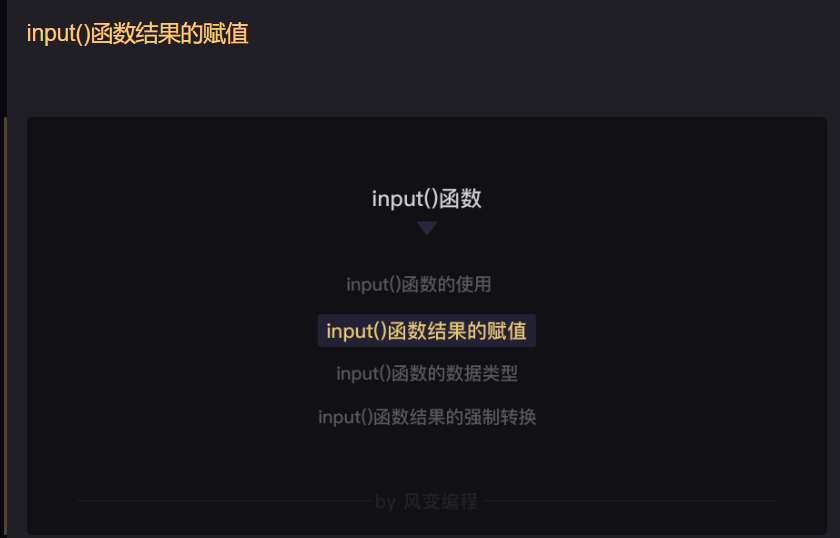 input()函数结果的赋值
input()函数
input()函数的使用
input()函数结果的赋值
input()函数的数据类型
input()函数结果的强制转换
by 风变编程